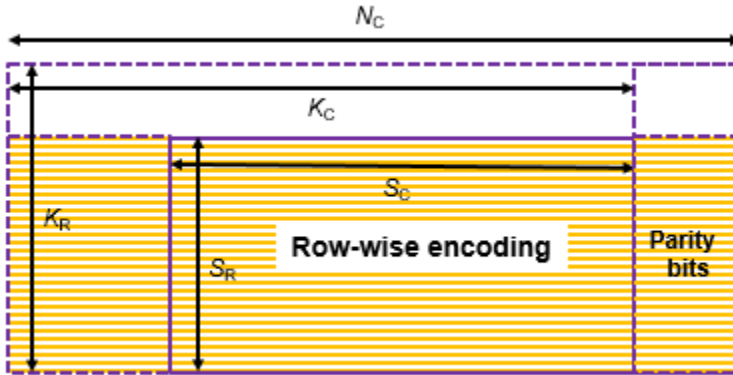 N_C
K_C
S_C
K_R
Row-wise encoding
Parity
bits
S_R